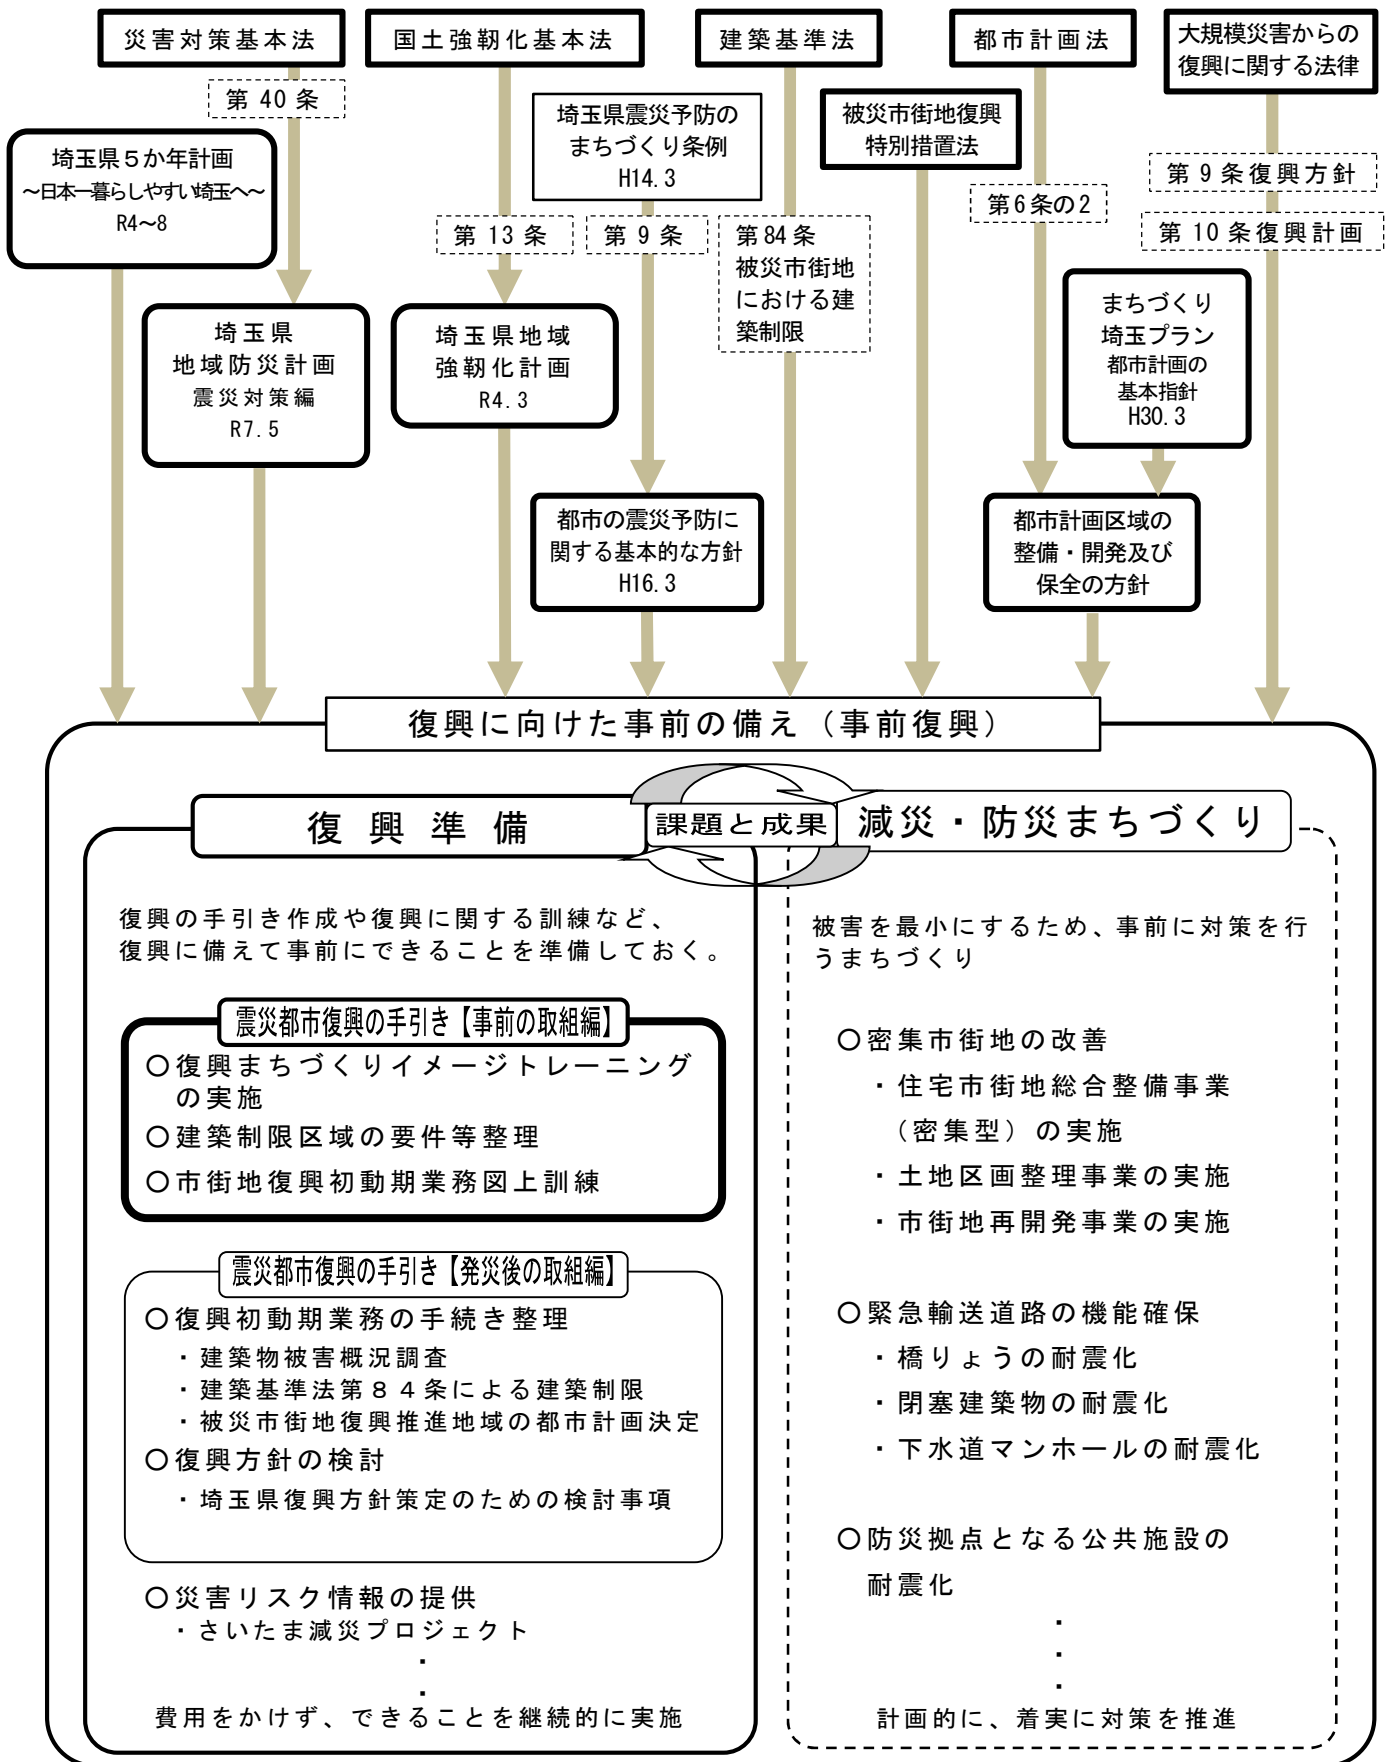 災害対策基本法
国土強靭化基本法
建築基準法
都市計画法
大規模災害からの
復興に関する法律
第 40 条
埼玉県５か年計画
～日本一暮らしやすい埼玉へ～
R4～8
埼玉県震災予防の
まちづくり条例
H14.3
被災市街地復興
特別措置法
第 9 条復興方針
第 10 条復興計画
第6条の2
第 13 条
第 9 条
第84条
被災市街地
における建
築制限
埼玉県
地域防災計画
震災対策編
R7.5
埼玉県地域
強靭化計画
R4.3
まちづくり
埼玉プラン
都市計画の
基本指針
H30.3
都市の震災予防に
関する基本的な方針
H16.3
都市計画区域の
整備・開発及び
保全の方針
復興に向けた事前の備え（事前復興）
復興準備
課題と成果
減災・防災まちづくり
復興の手引き作成や復興に関する訓練など、
復興に備えて事前にできることを準備しておく。
震災都市復興の手引き【事前の取組編】
○復興まちづくりイメージトレーニング
の実施
○建築制限区域の要件等整理
○市街地復興初動期業務図上訓練
震災都市復興の手引き【発災後の取組編】
○復興初動期業務の手続き整理
・建築物被害概況調査
・建築基準法第８４条による建築制限
・被災市街地復興推進地域の都市計画決定
○復興方針の検討
・埼玉県復興方針策定のための検討事項
○災害リスク情報の提供
・さいたま減災プロジェクト
・
・
費用をかけず、できることを継続的に実施
被害を最小にするため、事前に対策を行
うまちづくり
○密集市街地の改善
・住宅市街地総合整備事業
（密集型）の実施
・土地区画整理事業の実施
・市街地再開発事業の実施
○緊急輸送道路の機能確保
・橋りょうの耐震化
・閉塞建築物の耐震化
・下水道マンホールの耐震化
○防災拠点となる公共施設の
耐震化
・
・
・
計画的に、着実に対策を推進